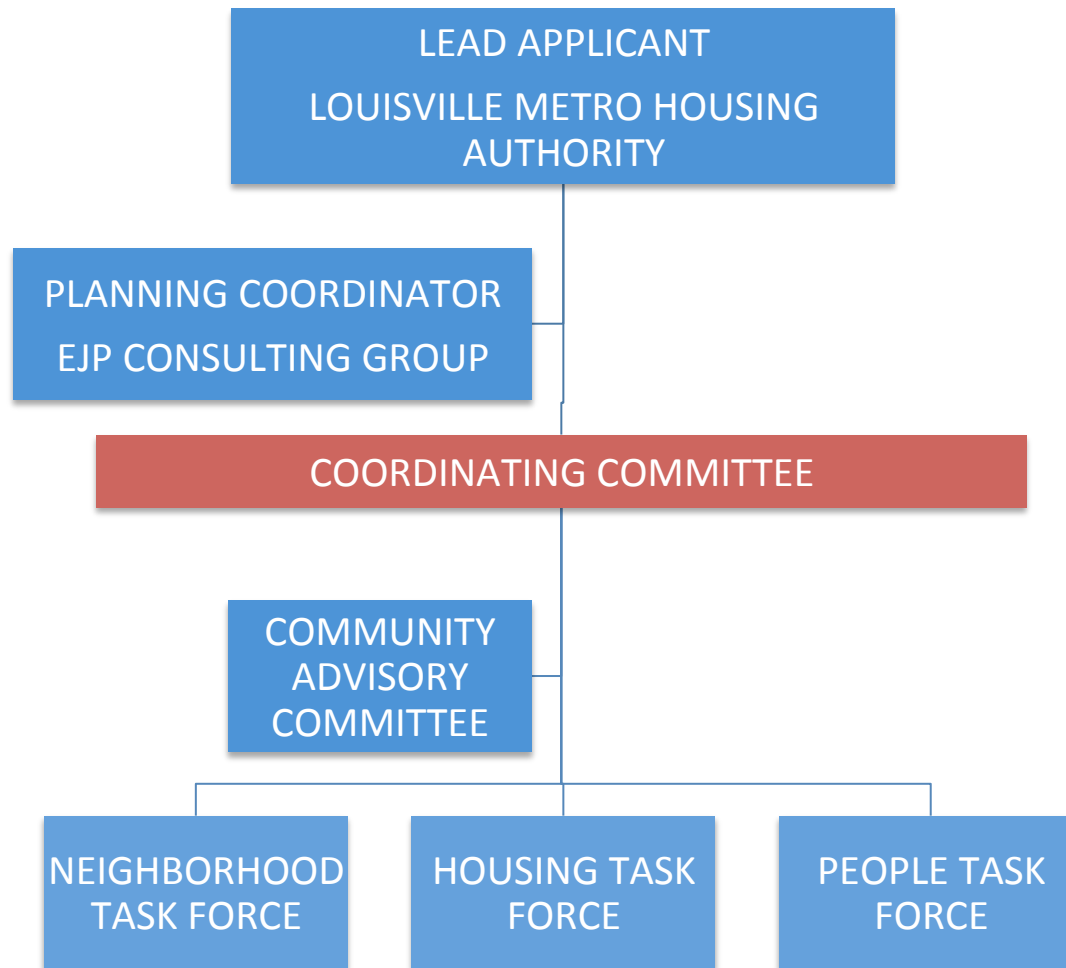 LEAD APPLICANT
LOUISVILLE METRO HOUSING
AUTHORITY
PLANNING COORDINATOR
EJP CONSULTING GROUP
COORDINATING COMMITTEE
COMMUNITY
ADVISORY
COMMITTEE
NEIGHBORHOOD
TASK FORCE
HOUSING TASK
FORCE
PEOPLE TASK
FORCE